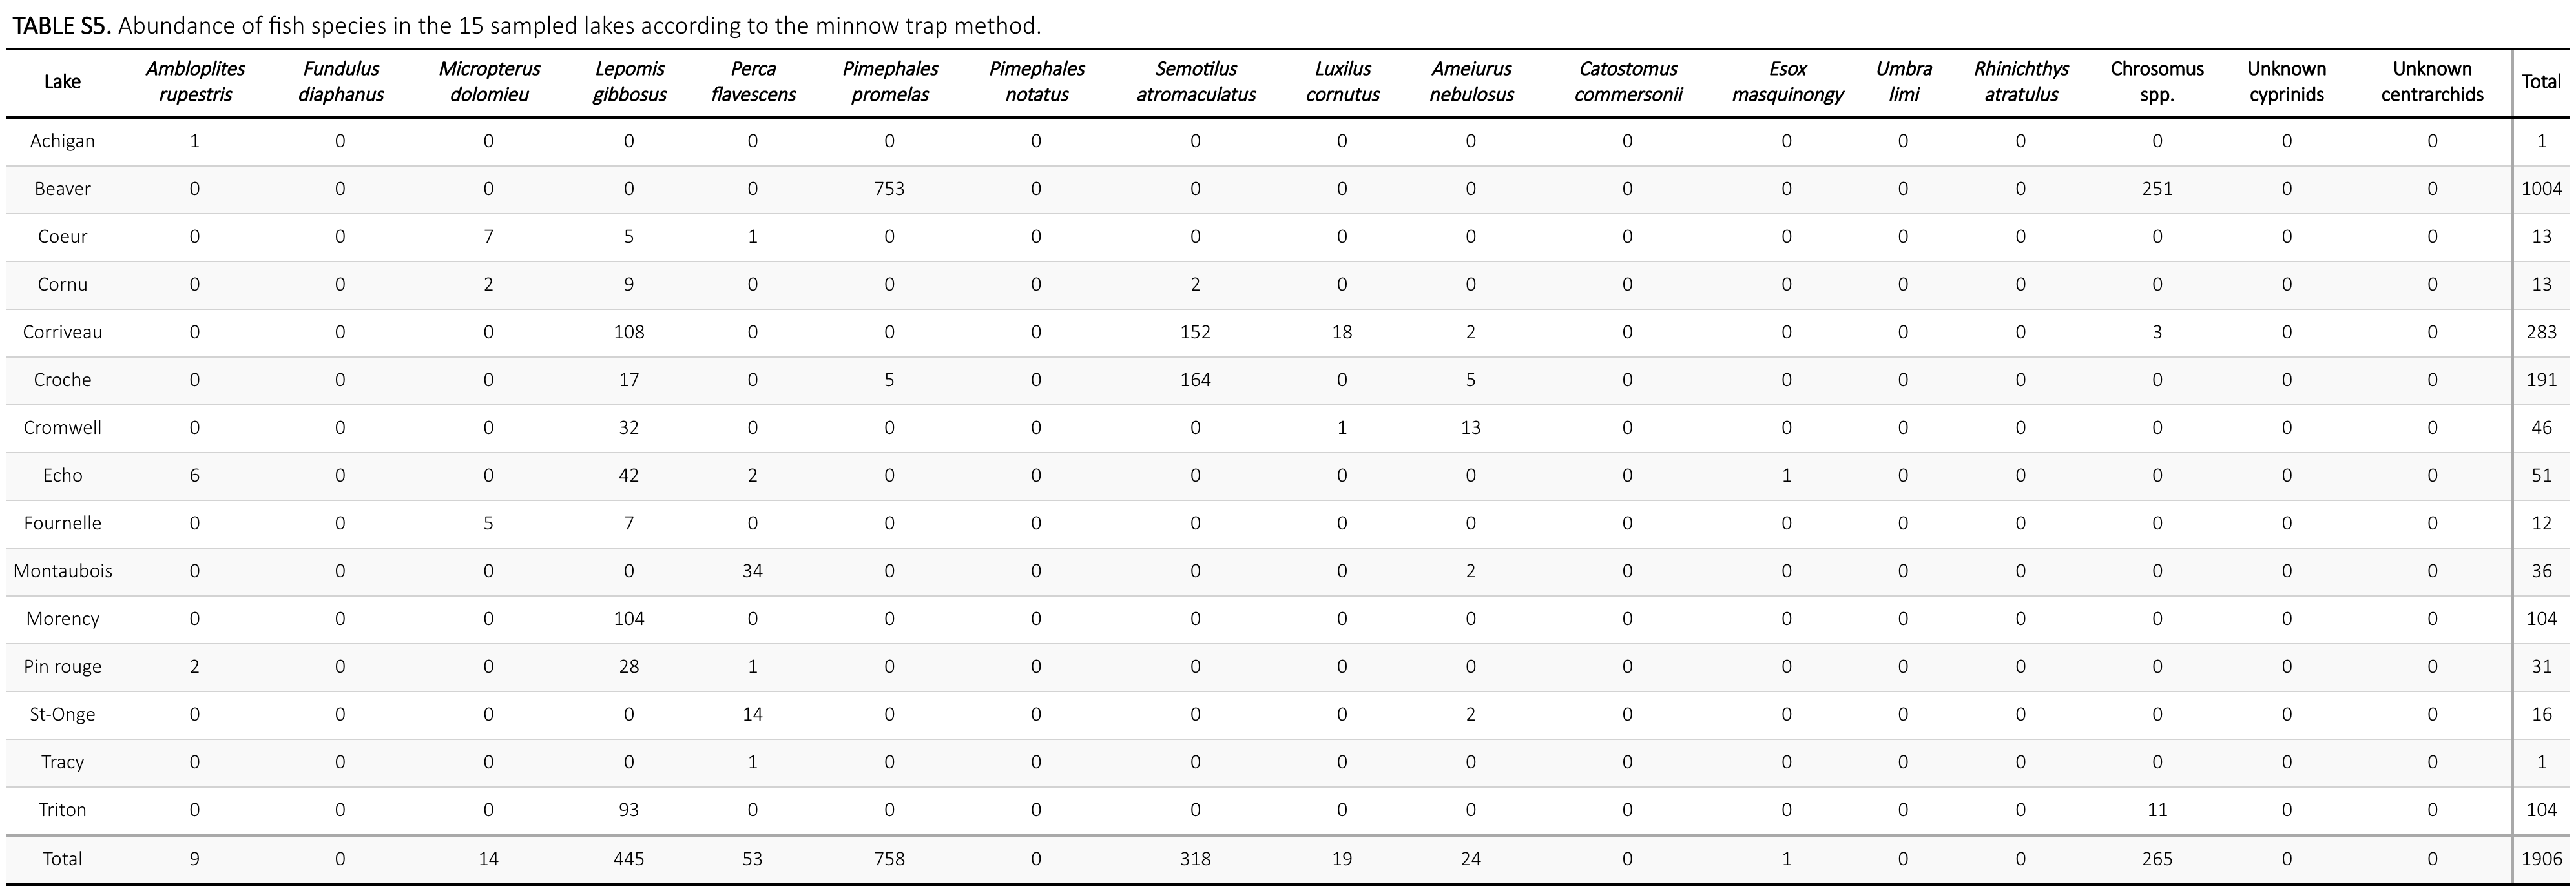 TABLE S5. Abundance of fish species in the 15 sampled lakes according to the minnow trap method.
Lake Ambloplites rupestris Fundulus diaphanus Micropterus dolomieu Lepomis gibbosus Perca flavescens Pimephales promelas Pimephales notatus Semotilus atromaculatus Luxilus cornutus Ameiurus nebulosus Catostomus commersonii Esox masquinongy Umbra limi Rhinichthys atratulus Chrosomus spp. Unknown cyprinids Unknown centrarchids Total
Achigan 1 0 0 0 0 0 0 0 0 0 0 0 0 0 0 0 0 1
Beaver 0 0 0 0 0 753 0 0 0 0 0 0 0 0 251 0 0 1004
Coeur 0 0 7 5 1 0 0 0 0 0 0 0 0 0 0 0 0 13
Cornu 0 0 2 9 0 0 0 2 0 0 0 0 0 0 0 0 0 13
Corriveau 0 0 0 108 0 0 0 152 18 2 0 0 0 0 3 0 0 283
Croche 0 0 0 17 0 5 0 164 0 5 0 0 0 0 0 0 0 191
Cromwell 0 0 0 32 0 0 0 0 1 13 0 0 0 0 0 0 0 46
Echo 6 0 0 42 2 0 0 0 0 0 0 1 0 0 0 0 0 51
Fournelle 0 0 5 7 0 0 0 0 0 0 0 0 0 0 0 0 0 12
Montaubois 0 0 0 0 34 0 0 0 0 2 0 0 0 0 0 0 0 36
Morency 0 0 0 104 0 0 0 0 0 0 0 0 0 0 0 0 0 104
Pin rouge 2 0 0 28 1 0 0 0 0 0 0 0 0 0 0 0 0 31
St-Onge 0 0 0 0 14 0 0 0 0 2 0 0 0 0 0 0 0 16
Tracy 0 0 0 0 1 0 0 0 0 0 0 0 0 0 0 0 0 1
Triton 0 0 0 93 0 0 0 0 0 0 0 0 0 0 11 0 0 104
Total 9 0 14 445 53 758 0 318 19 24 0 1 0 0 265 0 0 1906